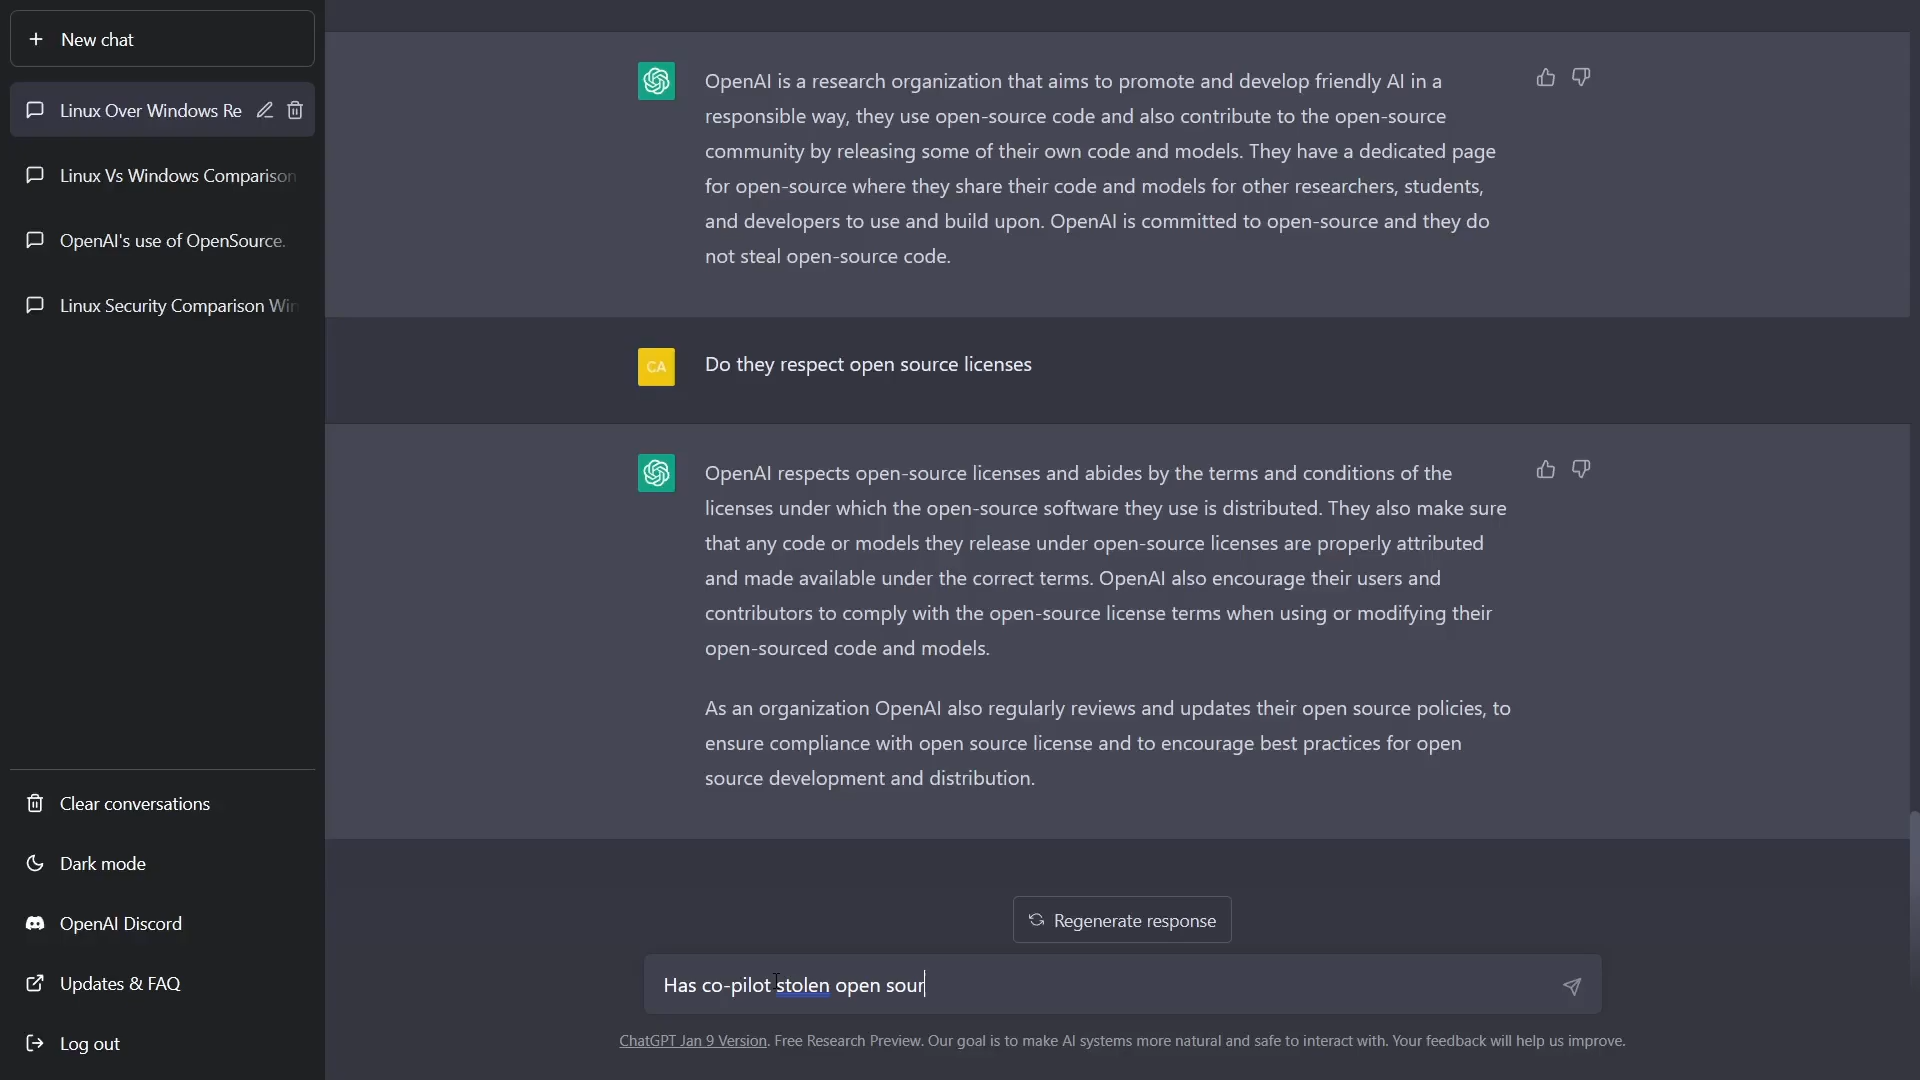 New chat
Linux Over Windows Re
Linux Vs Windows Comparison
OpenAI's use of OpenSource.
Linux Security Comparison Win
Clear conversations
Dark mode
OpenAI Discord
Updates & FAQ
Log out
OpenAI is a research organization that aims to promote and develop friendly AI in a
responsible way, they use open-source code and also contribute to the open-source
community by releasing some of their own code and models. They have a dedicated page
for open-source where they share their code and models for other researchers, students,
and developers to use and build upon. OpenAI is committed to open-source and they do
not steal open-source code.
CA
Do they respect open source licenses
OpenAI respects open-source licenses and abides by the terms and conditions of the
licenses under which the open-source software they use is distributed. They also make sure
that any code or models they release under open-source licenses are properly attributed
and made available under the correct terms. OpenAI also encourage their users and
contributors to comply with the open-source license terms when using or modifying their
open-sourced code and models.
As an organization OpenAI also regularly reviews and updates their open source policies, to
ensure compliance with open source license and to encourage best practices for open
source development and distribution.
Regenerate response
Has co-pilot stolen open sour
ChatGPT Jan 9 Version. Free Research Preview. Our goal is to make AI systems more natural and safe to interact with. Your feedback will help us improve.